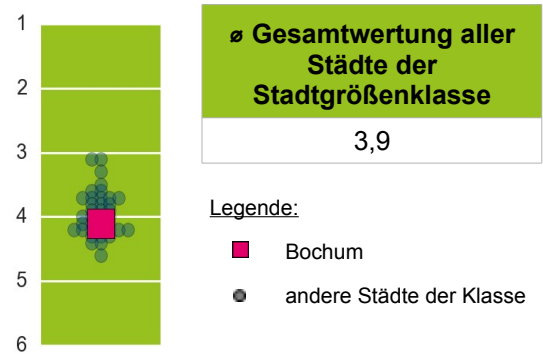 1
2
3
4
5
6
ø Gesamtwertung aller
Städte der
Stadtgrößenklasse
3,9
Legende:
Bochum
andere Städte der Klasse